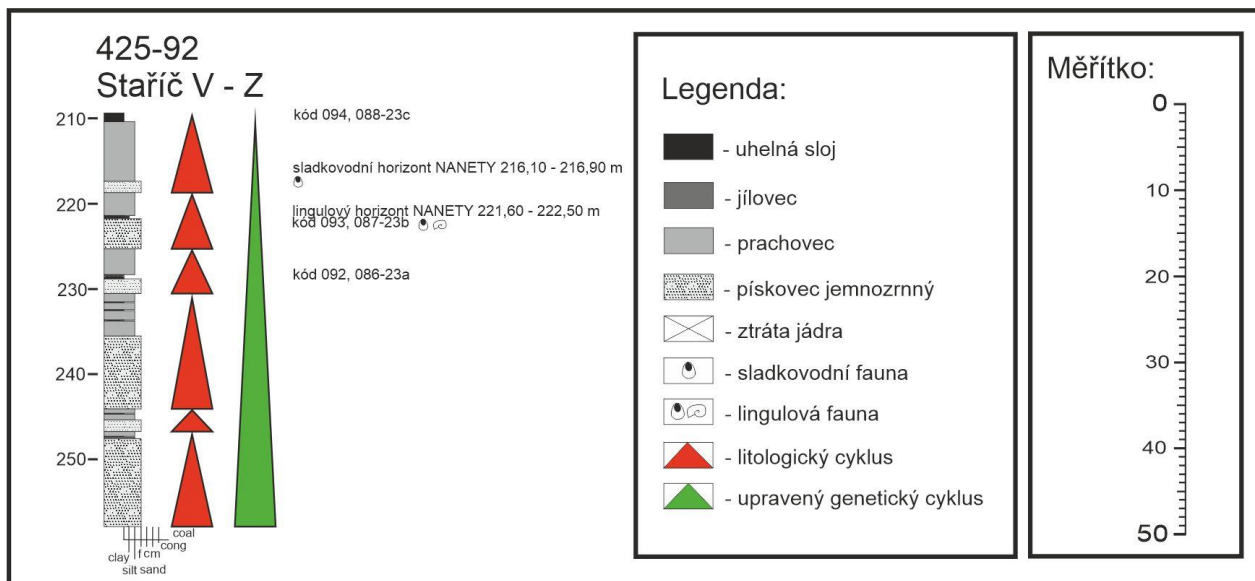 425-92
Staříč V - Z
210
220
230
240
250
kód 094, 088-23c
sladkovodní horizont NANETY 216,10 - 216,90 m
lingulový horizont NANETY 221,60 - 222,50 m
kód 093, 087-23b
kód 092, 086-23a
coal
cong
f cm
clay
silt sand
Legenda:
- uhelná sloj
- jílovec
- prachovec
- pískovec jemnozrnný
- ztráta jádra
- sladkovodní fauna
- lingulová fauna
- litologický cyklus
- upravený genetický cyklus
Měřítko:
0
10
20
30
40
50